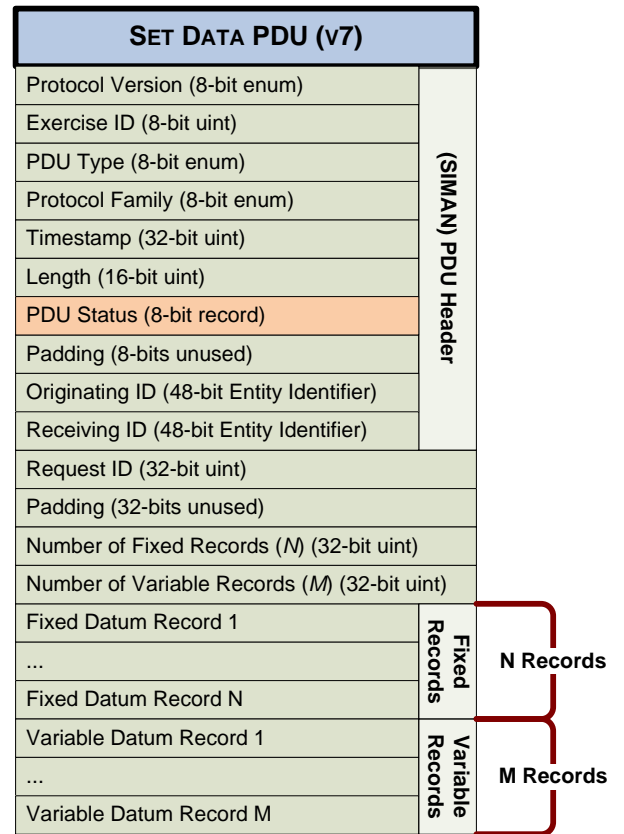 SET DATA PDU (V7)
Protocol Version (8-bit enum)
Exercise ID (8-bit uint)
PDU Type (8-bit enum)
Protocol Family (8-bit enum)
Timestamp (32-bit uint)
Length (16-bit uint)
PDU Status (8-bit record)
Padding (8-bits unused)
Originating ID (48-bit Entity Identifier)
Receiving ID (48-bit Entity Identifier)
(SIMAN) PDU Header
Request ID (32-bit uint)
Padding (32-bits unused)
Number of Fixed Records (N) (32-bit uint)
Number of Variable Records (M) (32-bit uint)
Fixed Datum Record 1
...
Fixed Datum Record N
Fixed
Records
N Records
Variable Datum Record 1
...
Variable Datum Record M
Variable
Records
M Records